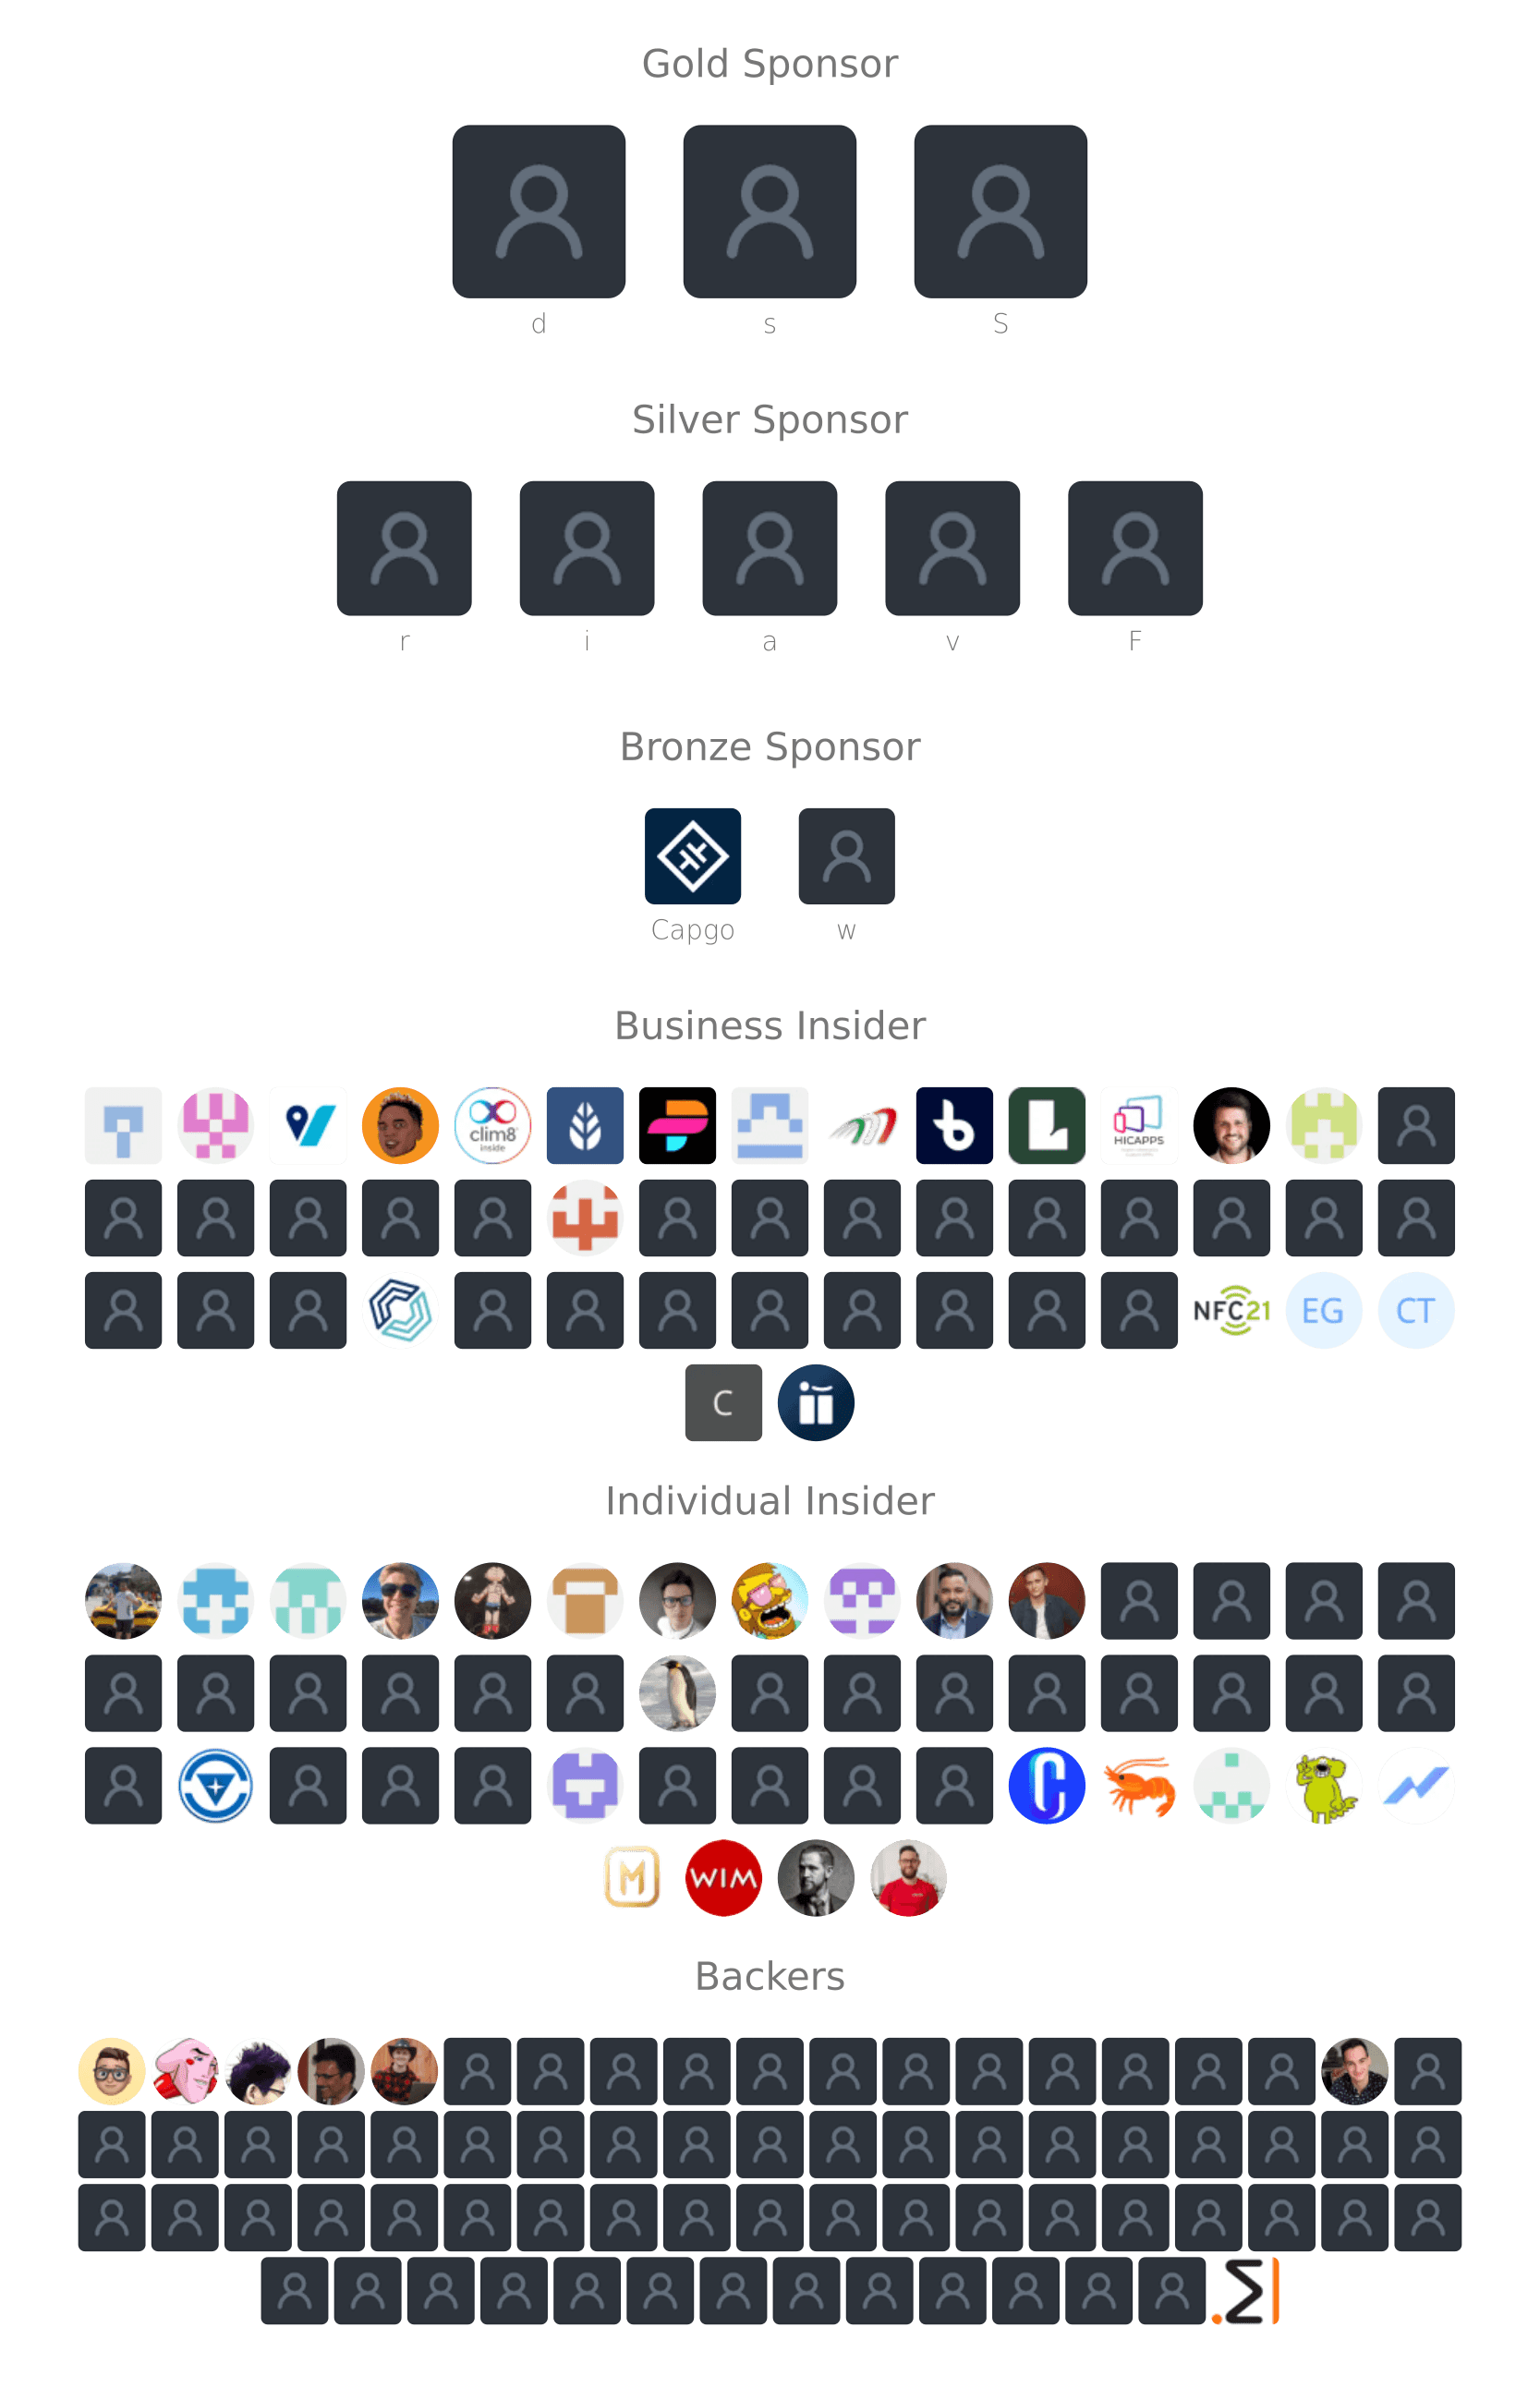 Gold Sponsor
d s S
Silver Sponsor
r i a v F
Bronze Sponsor
Capgo w
Business Insider
clim8
inside
HICAPPS
NFC21 EG CT
C
Individual Insider
M WIM
Backers